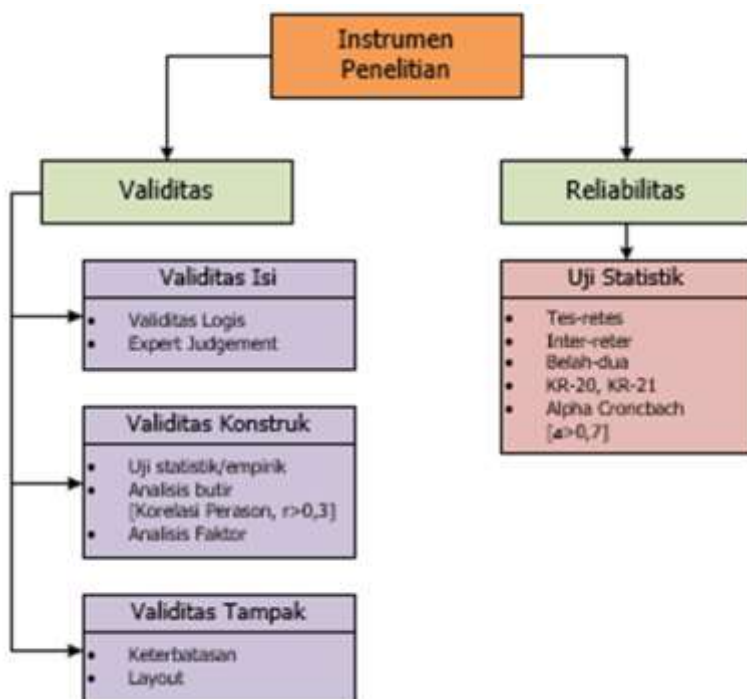 Instrumen
Penelitian
Validitas
Reliabilitas
Validitas Isi
• Validitas Logis
• Expert Judgement
Validitas Konstruk
• Uji statistik/empirik
• Analisis butir
[Korelasi Perason, r>0,3]
• Analisis Faktor
Validitas Tampak
• Keterbatasan
• Layout
Uji Statistik
• Tes-retes
• Inter-reter
• Belah-dua
• KR-20, KR-21
• Alpha Croncbach
[α>0,7]